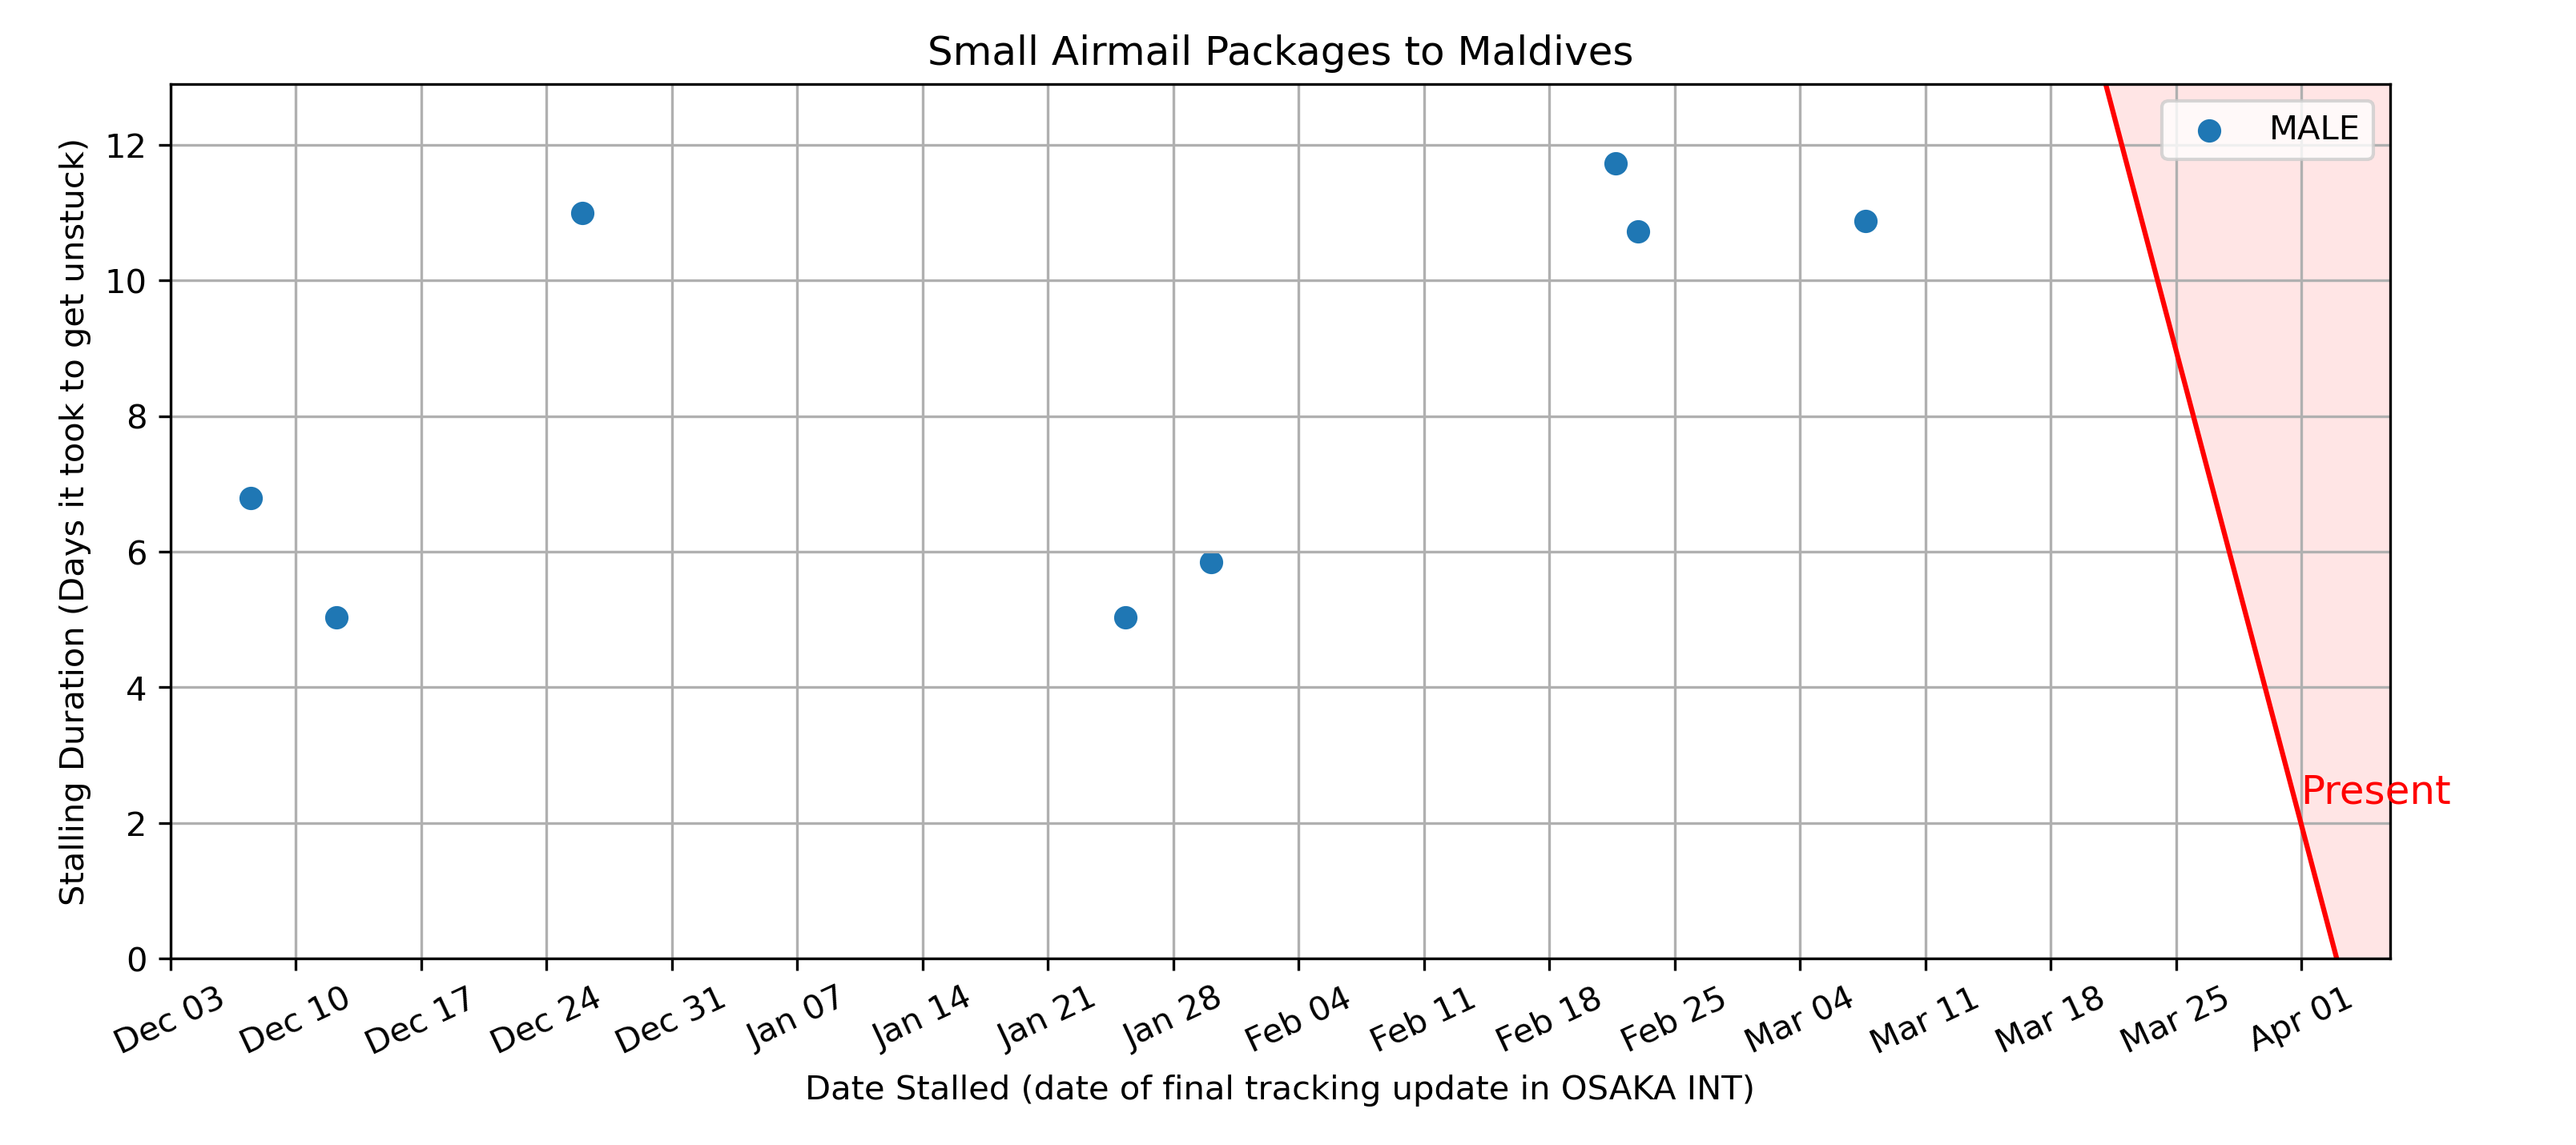 Small Airmail Packages to Maldives
MALE
Stalling Duration (Days it took to get unstuck)
12
10
8
6
4
2
0
Present
Dec 03
Dec 10
Dec 17
Dec 24
Dec 31
Jan 07
Jan 14
Jan 21
Jan 28
Feb 04
Feb 11
Feb 18
Feb 25
Mar 04
Mar 11
Mar 18
Mar 25
Apr 01
Date Stalled (date of final tracking update in OSAKA INT)